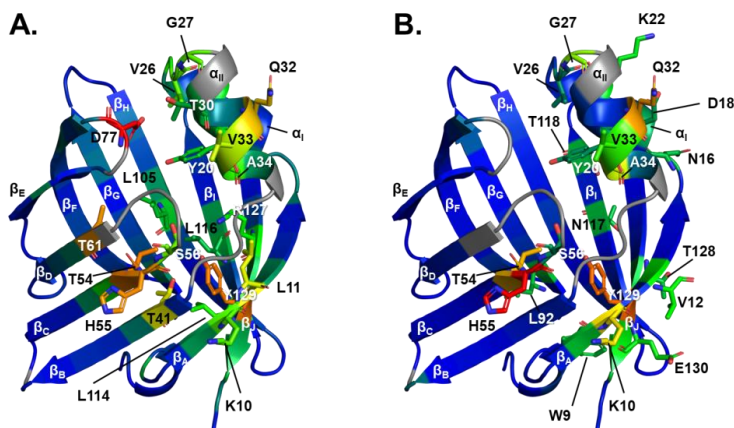 A.
G27
V26
αII
Q32
βH
T30
αI
D77
V33
Y20
A34
L105
βE
βG
βI
βF
L116
T61
S56
βD
T54
L11
Y129
H55
T41
βC
βJ
βA
βB
L114
K10
B.
K22
G27
V26
αII
Q32
βH
D18
T118
V33
αI
Y20
A34
N16
βE
βG
βI
βF
N117
S56
βD
T54
T128
Y129
H55
V12
L92
βC
βJ
βA
E130
βB
W9
K10